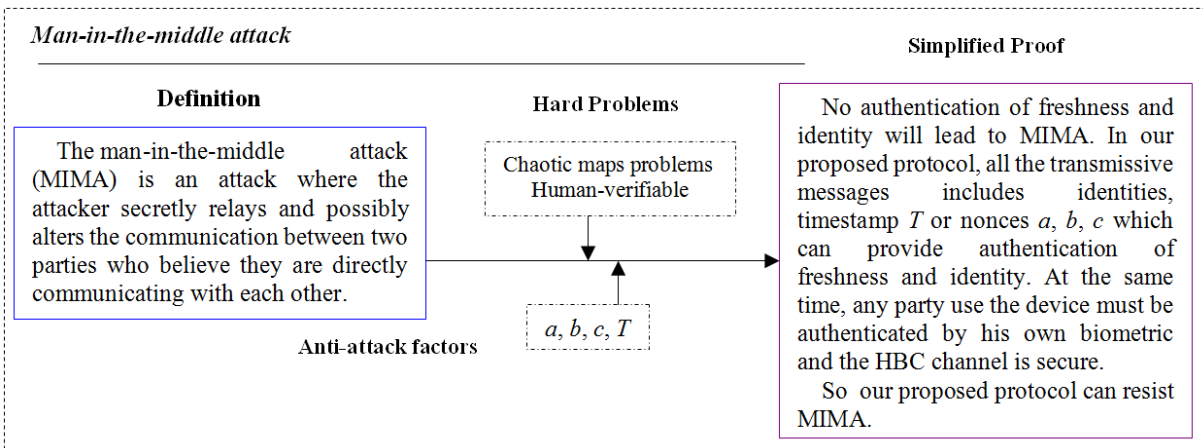 Man-in-the-middle attack
Simplified Proof
Definition
Hard Problems
The man-in-the-middle attack
(MIMA) is an attack where the
attacker secretly relays and possibly
alters the communication between two
parties who believe they are directly
communicating with each other.
Chaotic maps problems
Human-verifiable
a, b, c, T
Anti-attack factors
No authentication of freshness and
identity will lead to MIMA. In our
proposed protocol, all the transmissive
messages includes identities,
timestamp T or nonces a, b, c which
can provide authentication of
freshness and identity. At the same
time, any party use the device must be
authenticated by his own biometric
and the HBC channel is secure.
So our proposed protocol can resist
MIMA.